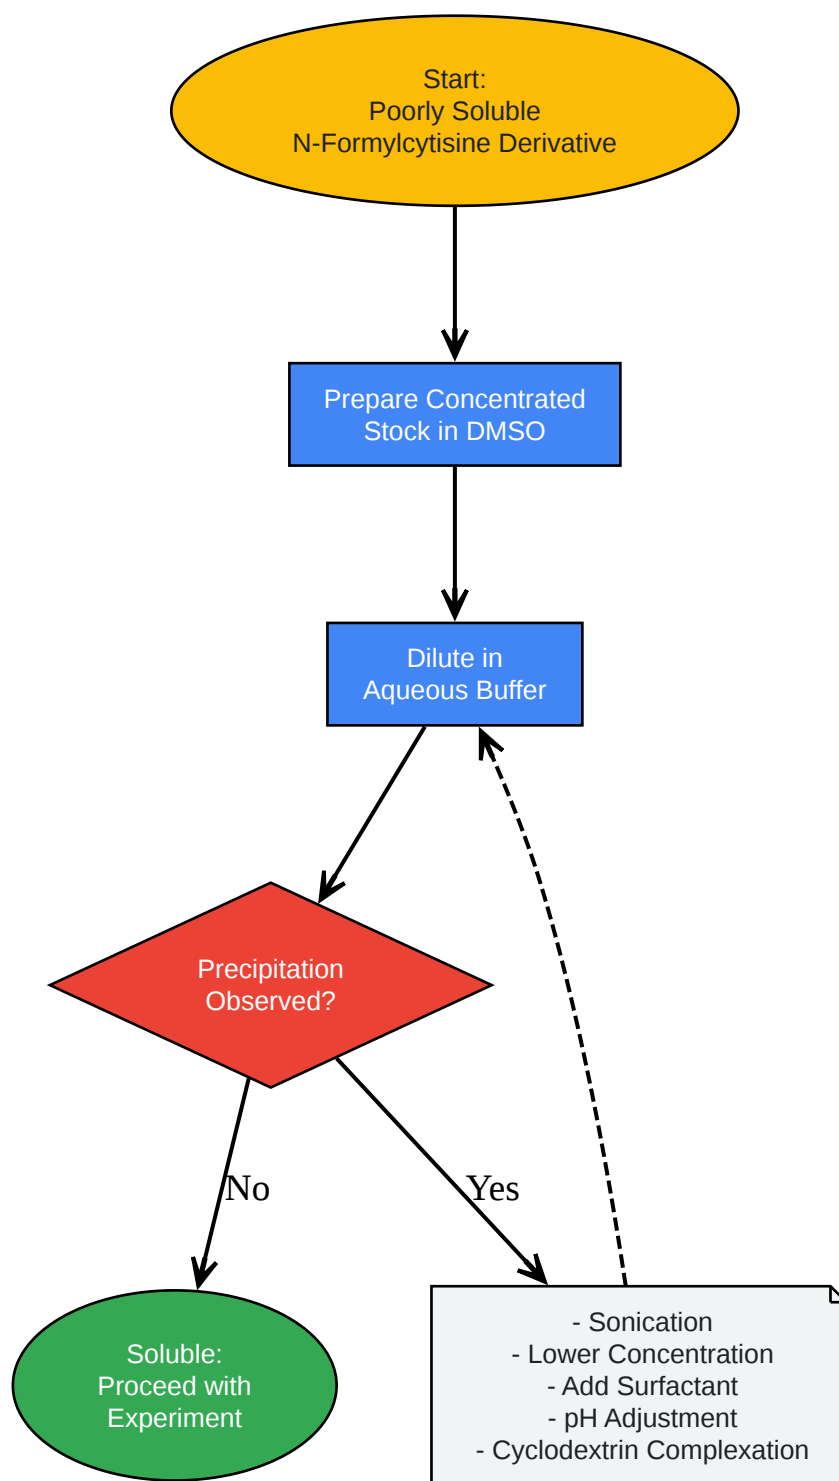 Start:
Poorly Soluble
N-Formylcytisine Derivative
Prepare Concentrated
Stock in DMSO
Dilute in
Aqueous Buffer
Precipitation
Observed?
No
Yes
Soluble:
Proceed with
Experiment
- Sonication
- Lower Concentration
- Add Surfactant
- pH Adjustment
- Cyclodextrin Complexation